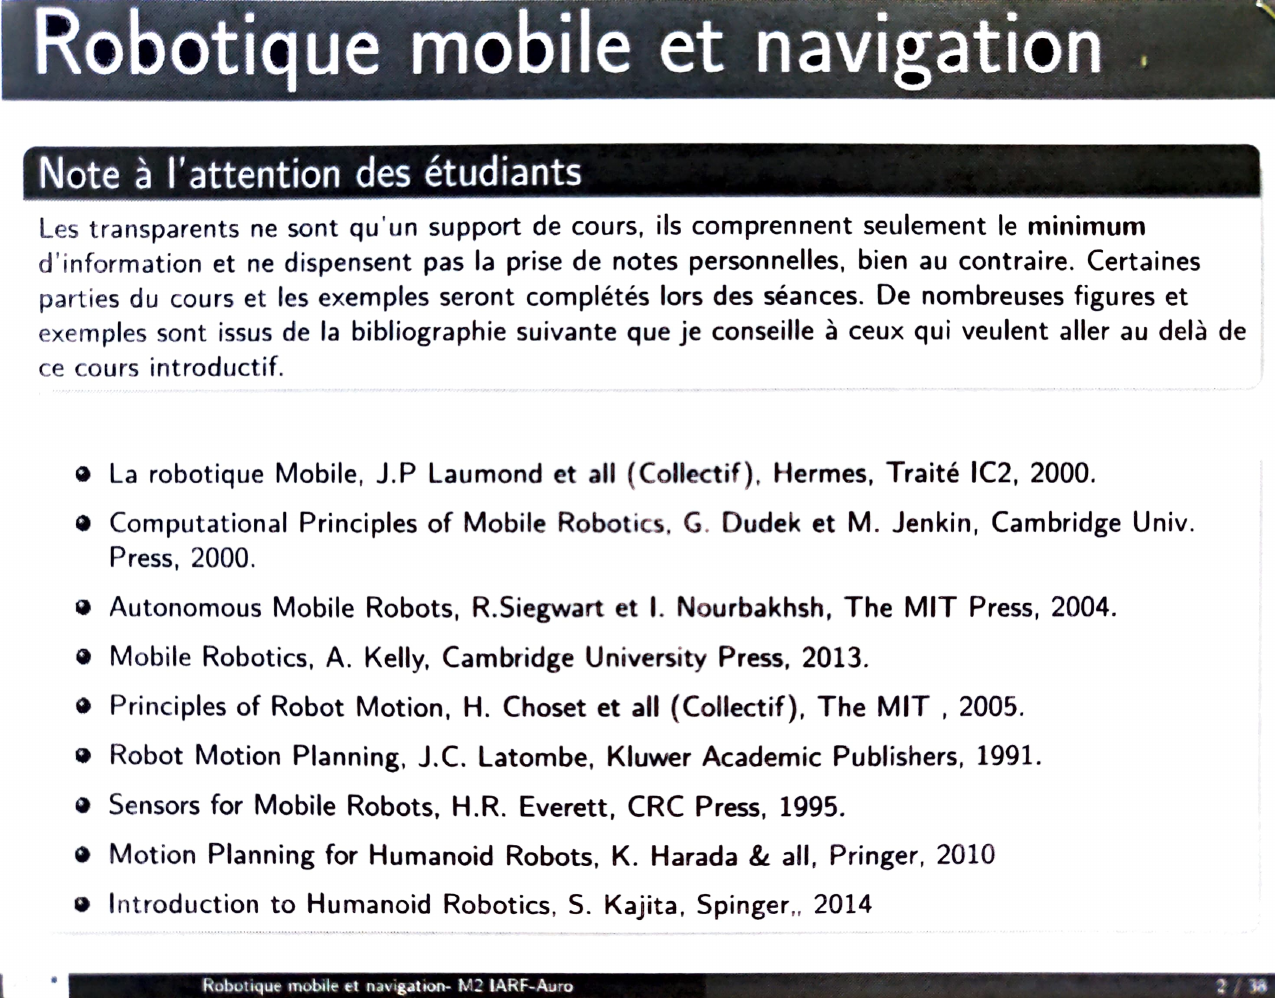 Robotique mobile et navigation
Note à l'attention des étudiants
Les transparents ne sont qu'un support de cours, ils comprennent seulement le minimum
d'information et ne dispensent pas la prise de notes personnelles, bien au contraire. Certaines
parties du cours et les exemples seront complétés lors des séances. De nombreuses figures et
exemples sont issus de la bibliographie suivante que je conseille à ceux qui veulent aller au delà de
ce cours introductif.
La robotique Mobile, J.P Laumond et all (Collectif), Hermes, Traité IC2, 2000.
Computational Principles of Mobile Robotics, G. Dudek et M. Jenkin, Cambridge Univ.
Press, 2000.
Autonomous Mobile Robots, R.Siegwart et I. Nourbakhsh, The MIT Press, 2004.
Mobile Robotics, A. Kelly, Cambridge University Press, 2013.
Principles of Robot Motion, H. Choset et all (Collectif), The MIT , 2005.
Robot Motion Planning, J.C. Latombe, Kluwer Academic Publishers, 1991.
Sensors for Mobile Robots, H.R. Everett, CRC Press, 1995.
Motion Planning for Humanoid Robots, K. Harada & all, Pringer, 2010
Introduction to Humanoid Robotics, S. Kajita, Spinger,, 2014
Robotique mobile et navigation- M2 IARF-Auro
2 / 38